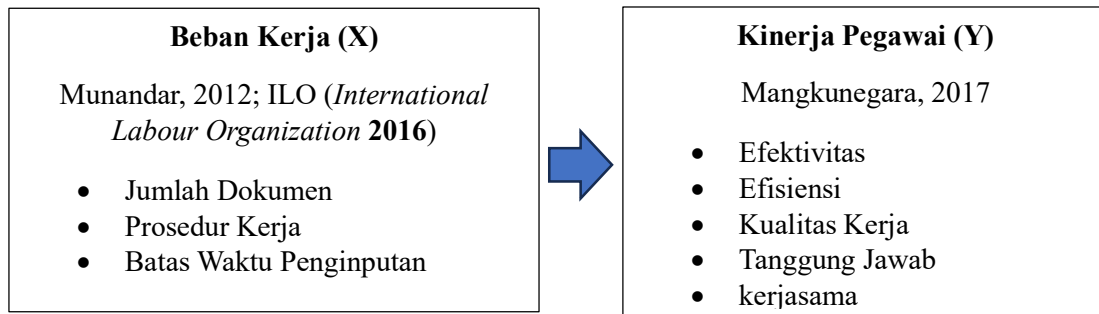 Beban Kerja (X)
Munandar, 2012; ILO (International
Labour Organization 2016)
• Jumlah Dokumen
• Prosedur Kerja
• Batas Waktu Penginputan
Kinerja Pegawai (Y)
Mangkunegara, 2017
• Efektivitas
• Efisiensi
• Kualitas Kerja
• Tanggung Jawab
• kerjasama